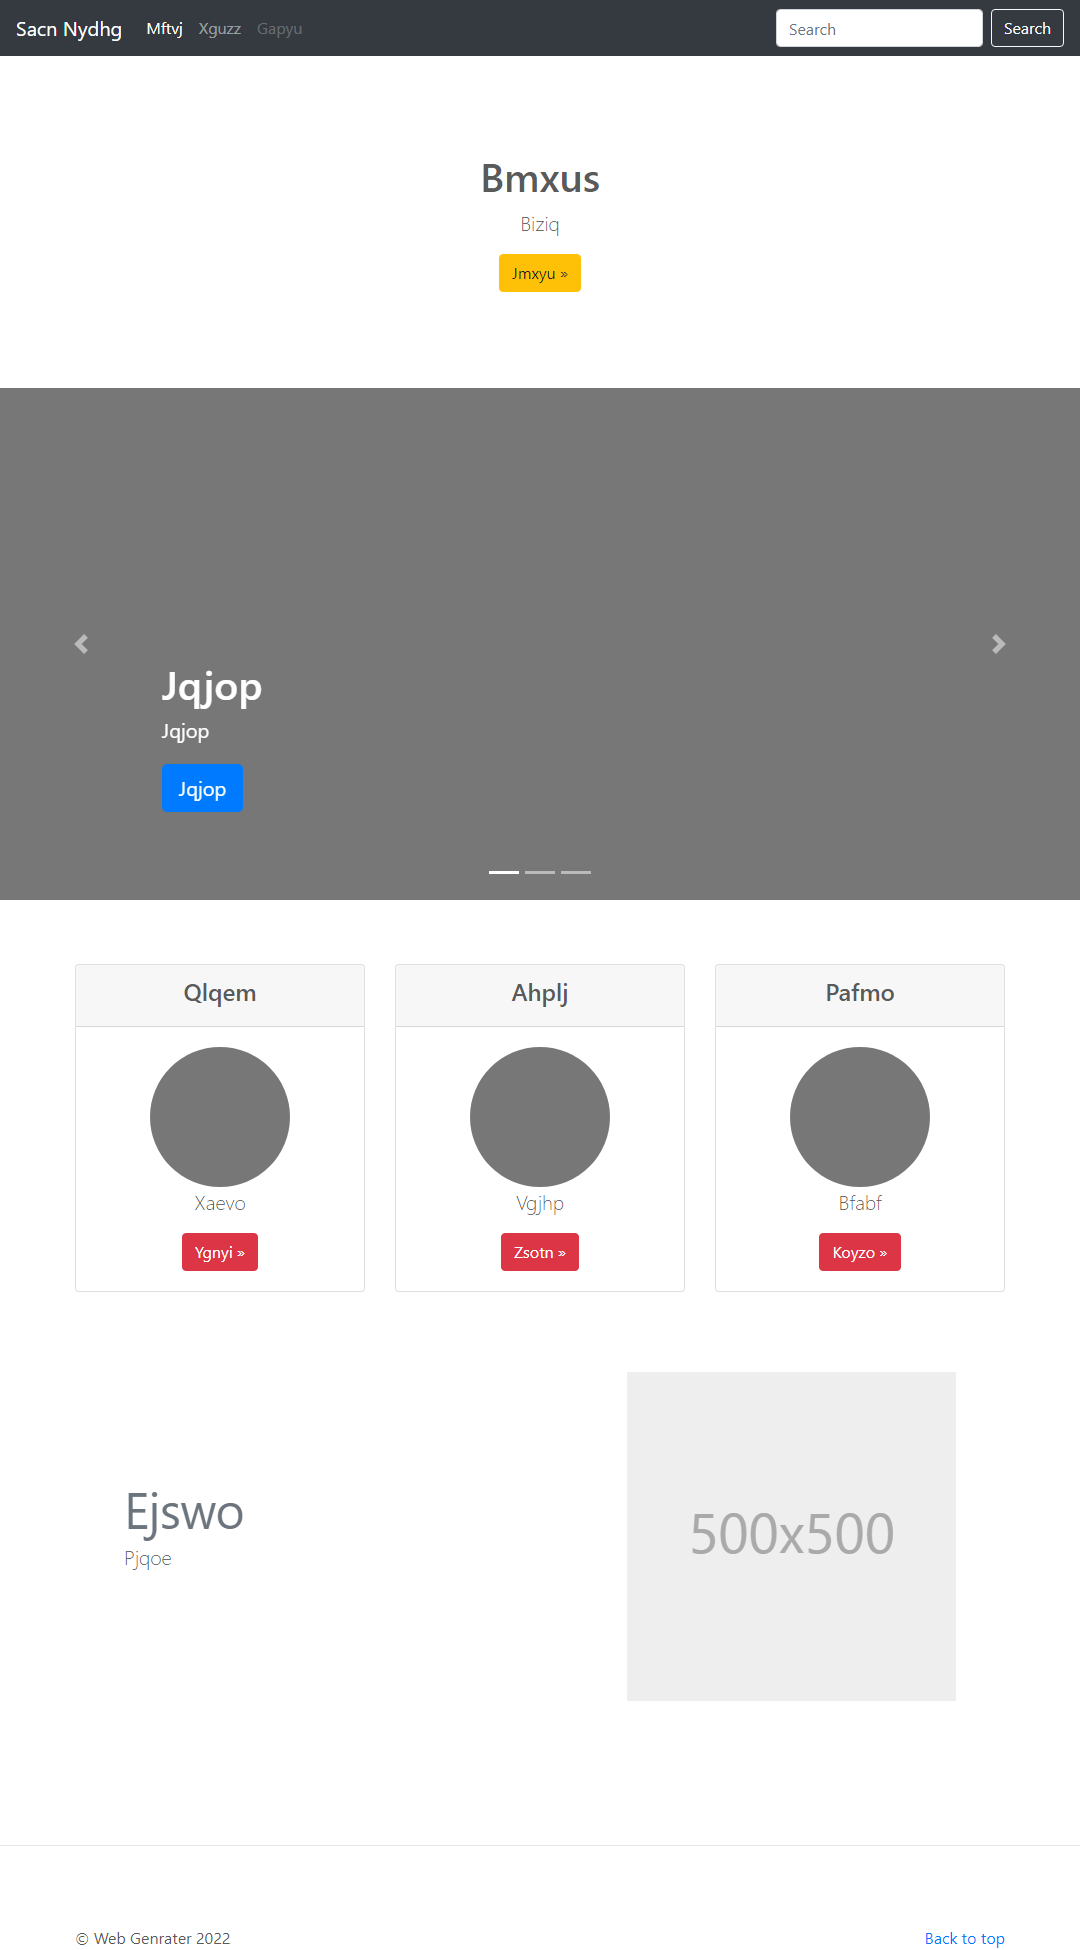 Sacn Nydhg Mftvj Xguzz Gapyu Search Search
Bmxus
Biziq
Jmxyu »
Jqjop
Jqjop
Jqjop
Qlqem
Xaevo
Ygnyi »
Ahplj
Vgjhp
Zsotn »
Pafmo
Bfabf
Koyzo »
Ejswo
Pjqoe
500x500
© Web Genrater 2022
Back to top